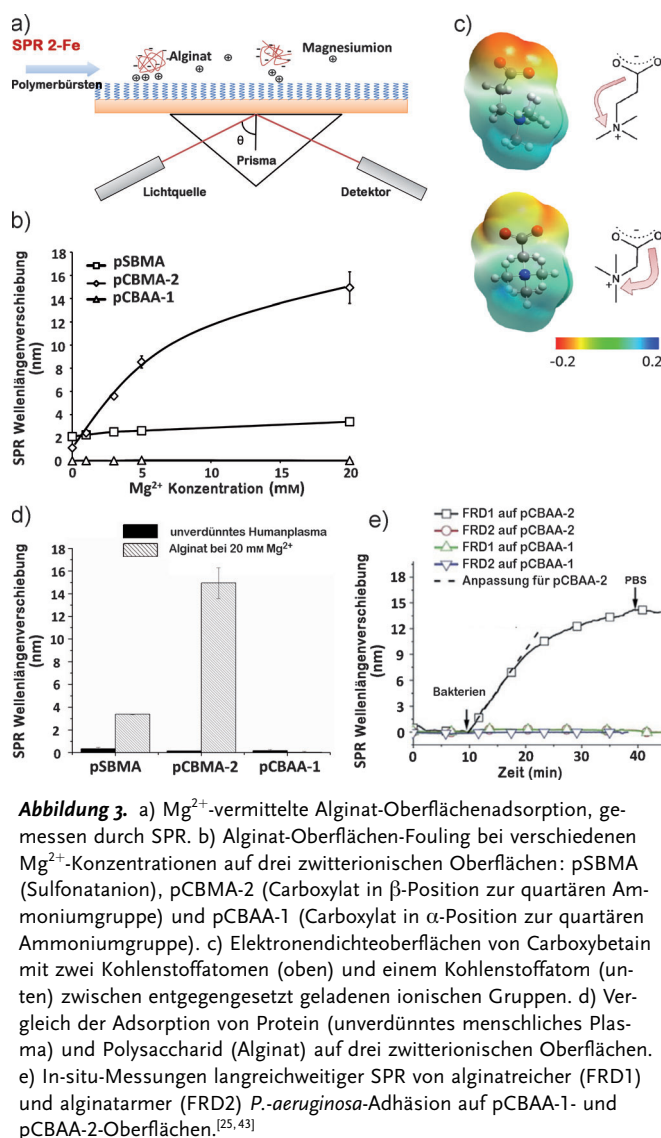 a)
SPR 2-Fe
Alginat
Magnesiumion
Polymerbürsten
θ
Prisma
Lichtquelle
Detektor
b)
SPR Wellenlängenverschiebung
(nm)
18
16
14
12
10
8
6
4
2
0
pSBMA
pCBMA-2
pCBAA-1
0
5
10
15
20
Mg²⁺ Konzentration (mM)
c)
O
O
N
+
-
O
O
N
+
-
-0.2
0.2
d)
SPR Wellenlängenverschiebung
(nm)
18
16
14
12
10
8
6
4
2
0
unverdünntes Humanplasma
Alginat bei 20 mM Mg²⁺
pSBMA
pCBMA-2
pCBAA-1
e)
FRD1 auf pCBAA-2
FRD2 auf pCBAA-2
FRD1 auf pCBAA-1
FRD2 auf pCBAA-1
Anpassung für pCBAA-2
PBS
Bakterien
SPR Wellenlängenverschiebung
(nm)
15
12
9
6
3
0
0
10
20
30
40
Zeit (min)
Abbildung 3. a) Mg²⁺-vermittelte Alginat-Oberflächenadsorption, ge-
messen durch SPR. b) Alginat-Oberflächen-Fouling bei verschiedenen
Mg²⁺-Konzentrationen auf drei zwitterionischen Oberflächen: pSBMA
(Sulfonatanion), pCBMA-2 (Carboxylat in β-Position zur quartären Am-
moniumgruppe) und pCBAA-1 (Carboxylat in α-Position zur quartären
Ammoniumgruppe). c) Elektronendichteoberflächen von Carboxybetain
mit zwei Kohlenstoffatomen (oben) und einem Kohlenstoffatom (un-
ten) zwischen entgegengesetzt geladenen ionischen Gruppen. d) Ver-
gleich der Adsorption von Protein (unverdünntes menschliches Plas-
ma) und Polysaccharid (Alginat) auf drei zwitterionischen Oberflächen.
e) In-situ-Messungen langreichweitiger SPR von alginatreicher (FRD1)
und alginatarmer (FRD2) P.-aeruginosa-Adhäsion auf pCBAA-1- und
pCBAA-2-Oberflächen.[25,43]